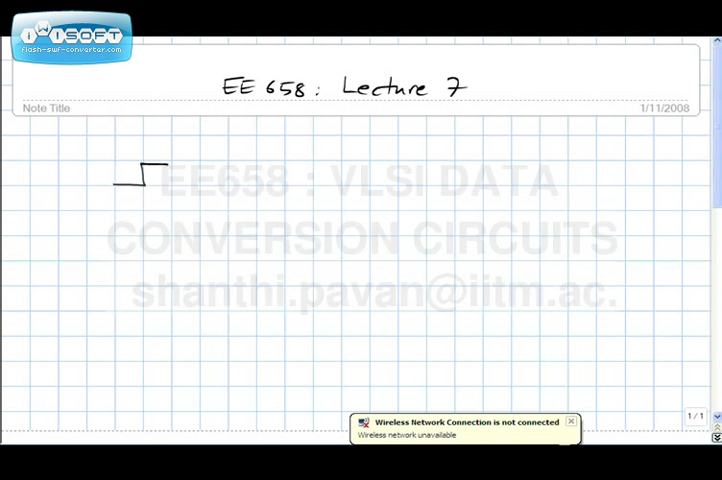 iWiSOFT
flash-swf-converter.com
EE 658 : Lecture 7
Note Title
1/11/2008
EE658 : VLSI DATA
CONVERSION CIRCUITS
shanthi.pavan@iitm.ac.
1/1
Wireless Network Connection is not connected
Wireless network unavailable